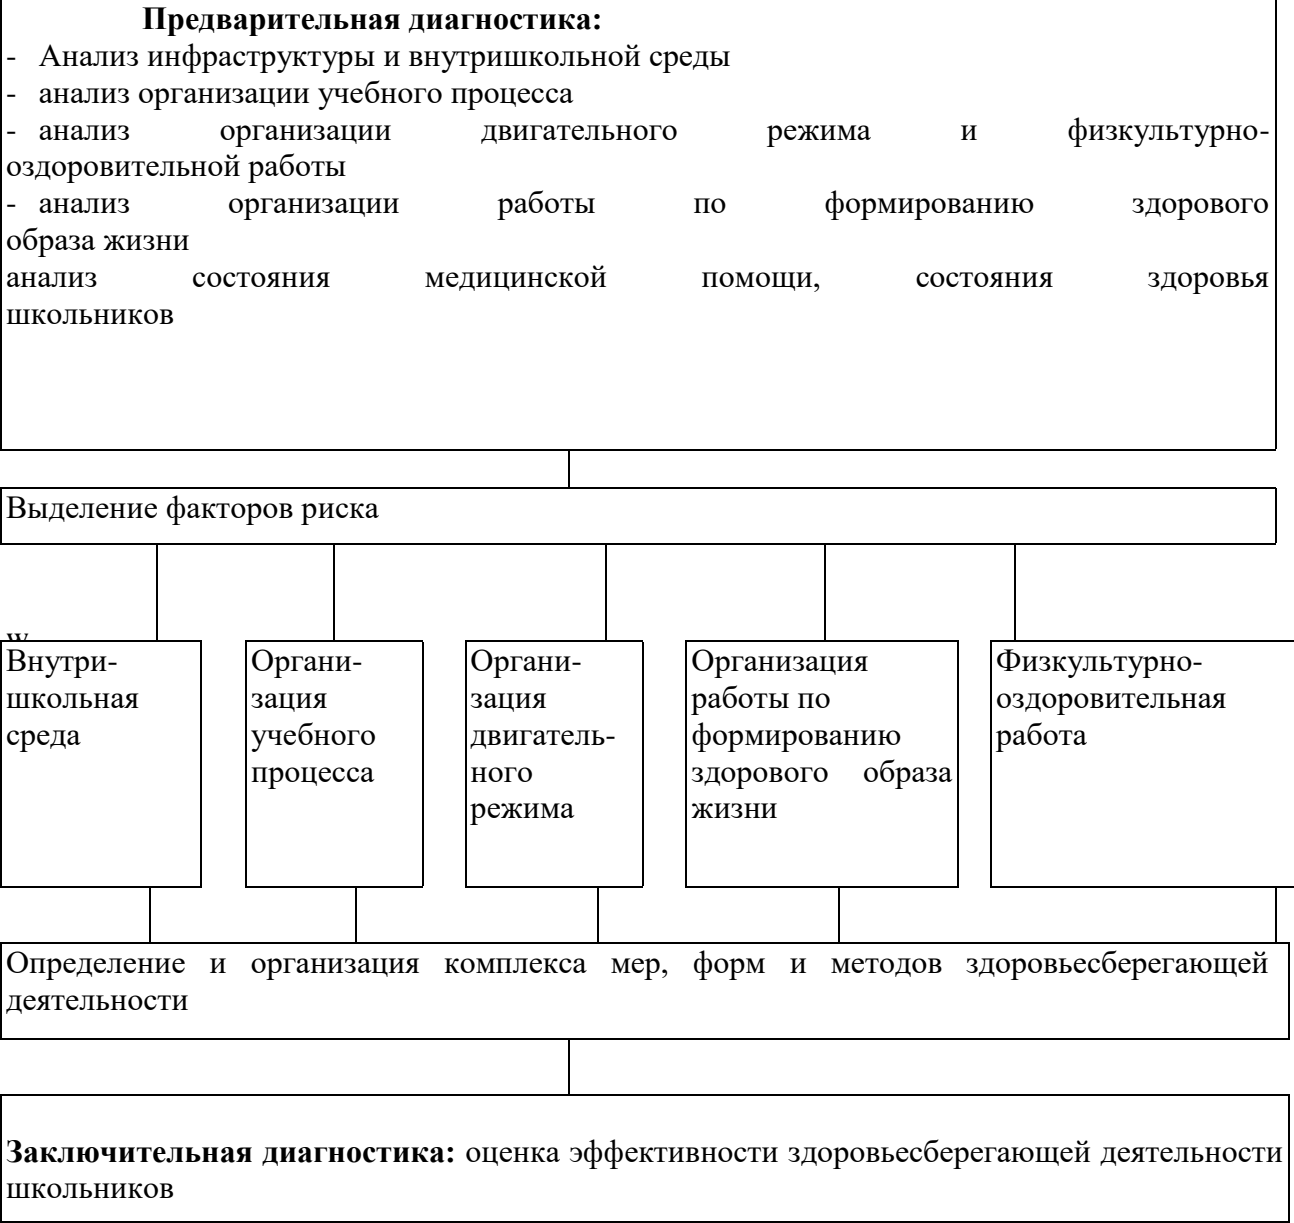 Предварительная диагностика:
- Анализ инфраструктуры и внутришкольной среды
- анализ организации учебного процесса
- анализ организации двигательного режима и физкультурно-
оздоровительной работы
- анализ организации работы по формированию здорового
образа жизни
анализ состояния медицинской помощи, состояния здоровья
школьников
Выделение факторов риска
Внутри-
школьная
среда
Органи-
зация
учебного
процесса
Органи-
зация
двигатель-
ного
режима
Организация
работы по
формированию
здорового образа
жизни
Физкультурно-
оздоровительная
работа
Определение и организация комплекса мер, форм и методов здоровьесберегающей
деятельности
Заключительная диагностика: оценка эффективности здоровьесберегающей деятельности
школьников